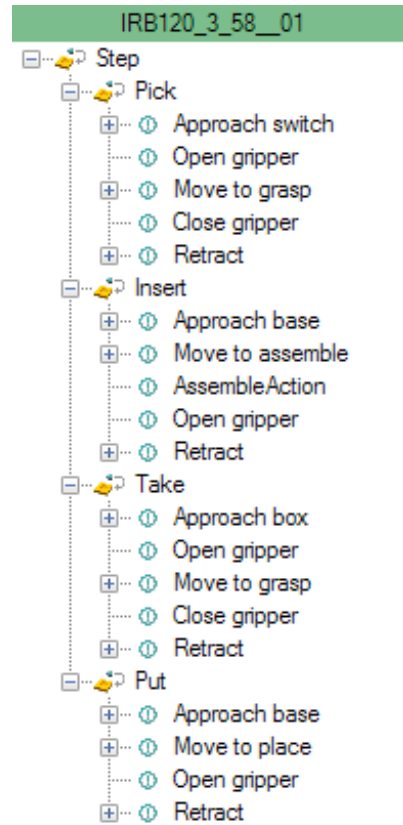 IRB120_3_58__01
Step
Pick
Approach switch
Open gripper
Move to grasp
Close gripper
Retract
Insert
Approach base
Move to assemble
AssembleAction
Open gripper
Retract
Take
Approach box
Open gripper
Move to grasp
Close gripper
Retract
Put
Approach base
Move to place
Open gripper
Retract